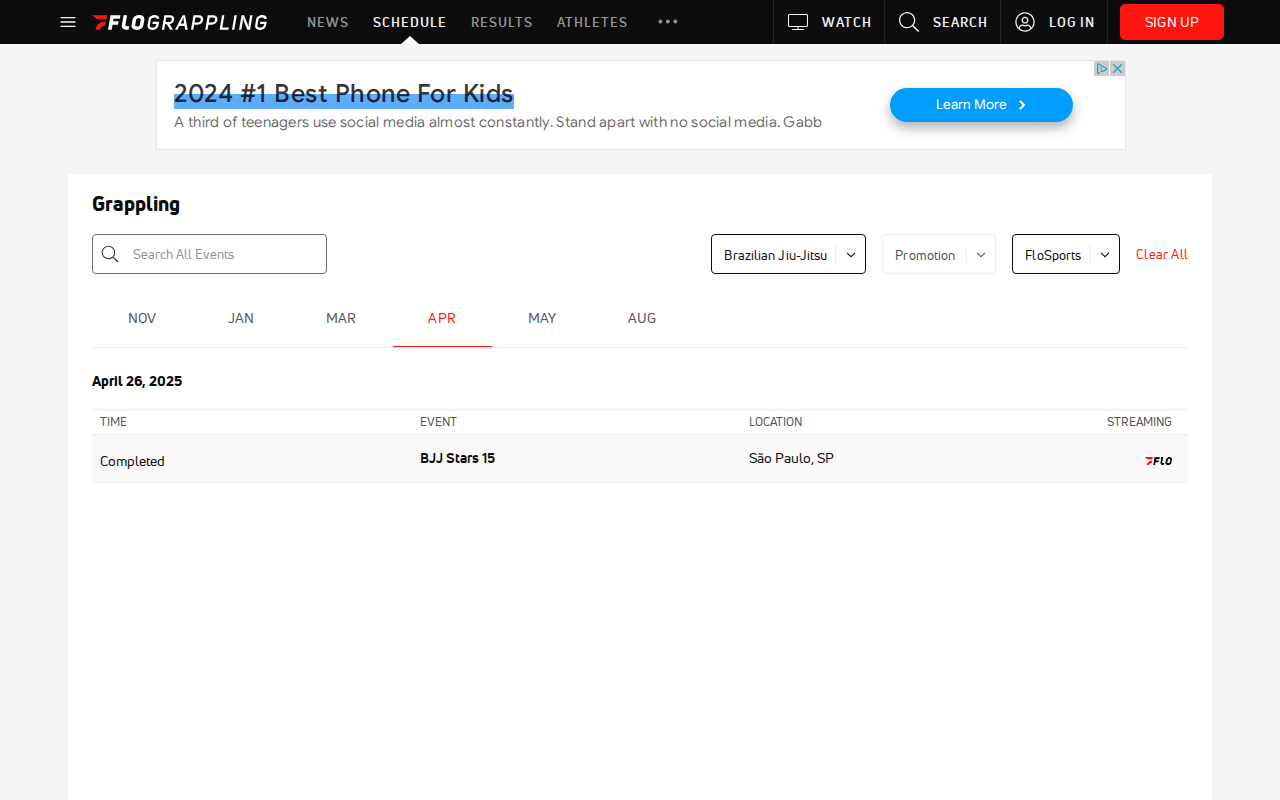 FLOGRAPPLING NEWS SCHEDULE RESULTS ATHLETES WATCH SEARCH LOG IN SIGN UP
2024 #1 Best Phone For Kids
A third of teenagers use social media almost constantly. Stand apart with no social media. Gabb
Learn More
Grappling
Search All Events
Brazilian Jiu-Jitsu Promotion FloSports Clear All
NOV JAN MAR APR MAY AUG
April 26, 2025
TIME EVENT LOCATION STREAMING
Completed BJJ Stars 15 São Paulo, SP FLO